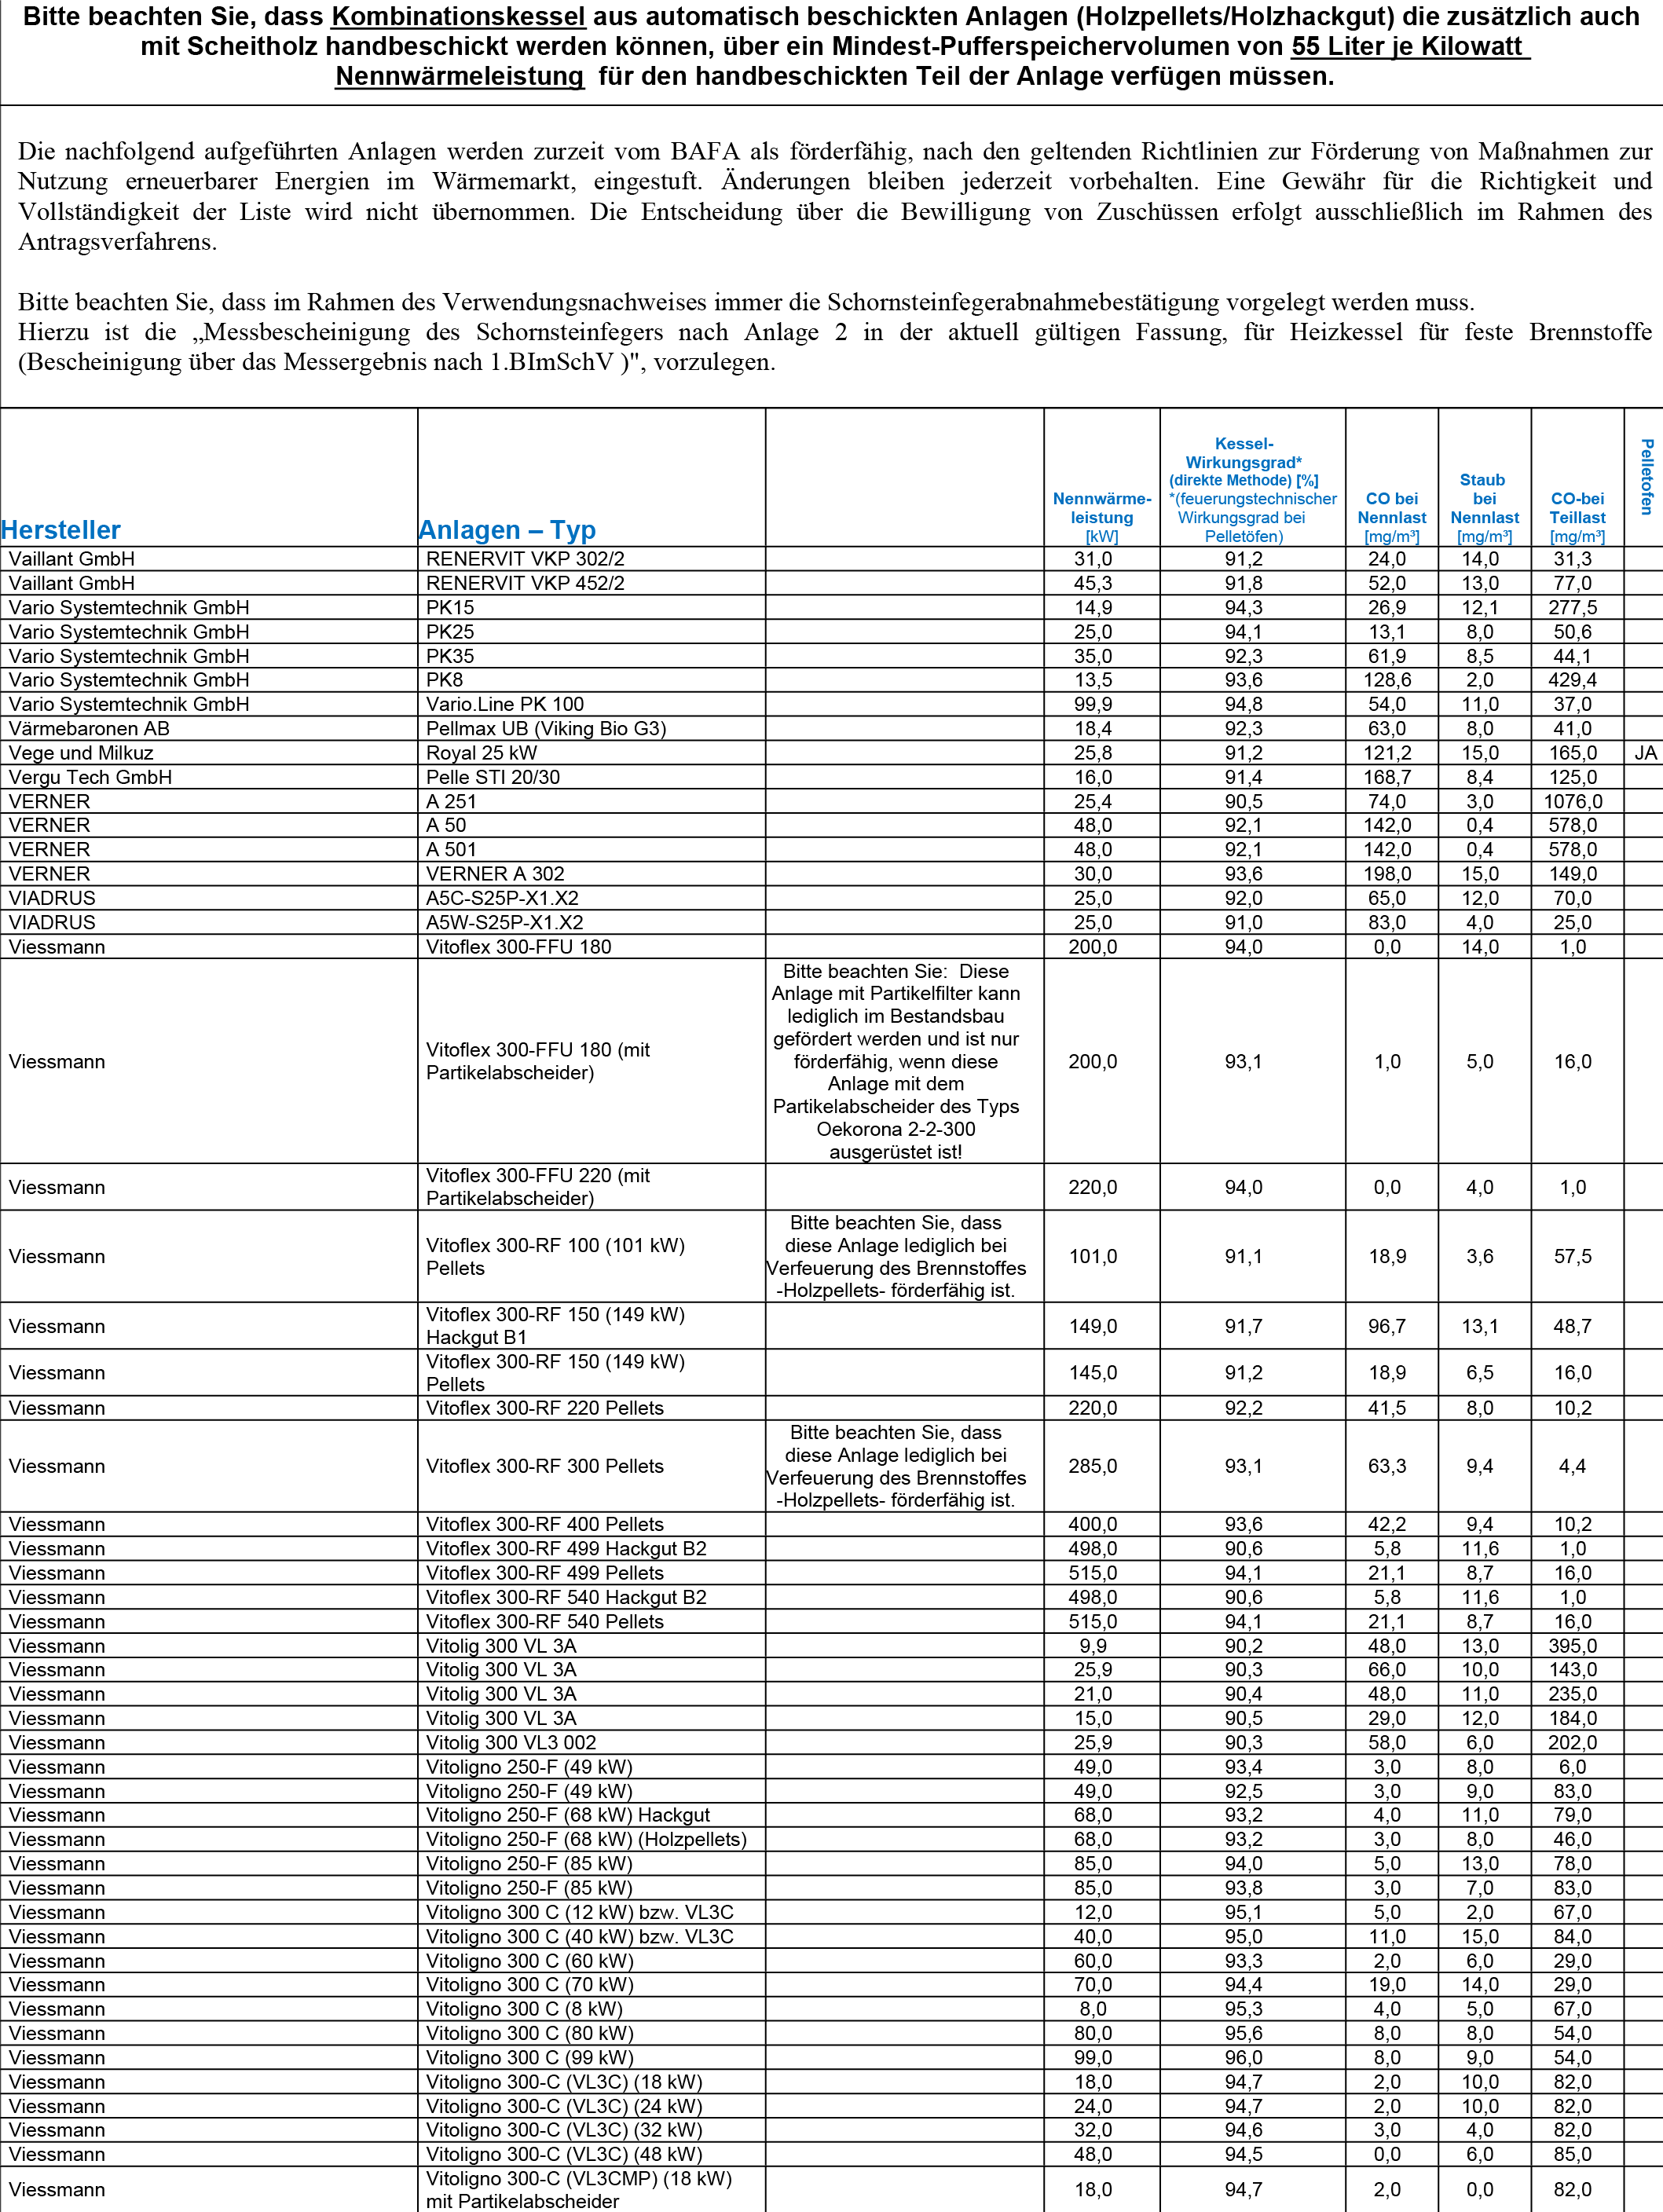 Bitte beachten Sie, dass Kombinationskessel aus automatisch beschickten Anlagen (Holzpellets/Holzhackgut) die zusätzlich auch
mit Scheitholz handbeschickt werden können, über ein Mindest-Pufferspeichervolumen von 55 Liter je Kilowatt
Nennwärmeleistung für den handbeschickten Teil der Anlage verfügen müssen.
Die nachfolgend aufgeführten Anlagen werden zurzeit vom BAFA als förderfähig, nach den geltenden Richtlinien zur Förderung von Maßnahmen zur
Nutzung erneuerbarer Energien im Wärmemarkt, eingestuft. Änderungen bleiben jederzeit vorbehalten. Eine Gewähr für die Richtigkeit und
Vollständigkeit der Liste wird nicht übernommen. Die Entscheidung über die Bewilligung von Zuschüssen erfolgt ausschließlich im Rahmen des
Antragsverfahrens.
Bitte beachten Sie, dass im Rahmen des Verwendungsnachweises immer die Schornsteinfegerabnahmebestätigung vorgelegt werden muss.
Hierzu ist die „Messbescheinigung des Schornsteinfegers nach Anlage 2 in der aktuell gültigen Fassung, für Heizkessel für feste Brennstoffe
(Bescheinigung über das Messergebnis nach 1.BImSchV )", vorzulegen.
Hersteller
Anlagen – Typ
Nennwärme-
leistung
[kW]
Kessel-
Wirkungsgrad*
(direkte Methode) [%]
*(feuerungstechnischer
Wirkungsgrad bei
Pelletöfen)
CO bei
Nennlast
[mg/m³]
Staub
bei
Nennlast
[mg/m³]
CO-bei
Teillast
[mg/m³]
Pelletofen
Vaillant GmbH RENERVIT VKP 302/2 31,0 91,2 24,0 14,0 31,3
Vaillant GmbH RENERVIT VKP 452/2 45,3 91,8 52,0 13,0 77,0
Vario Systemtechnik GmbH PK15 14,9 94,3 26,9 12,1 277,5
Vario Systemtechnik GmbH PK25 25,0 94,1 13,1 8,0 50,6
Vario Systemtechnik GmbH PK35 35,0 92,3 61,9 8,5 44,1
Vario Systemtechnik GmbH PK8 13,5 93,6 128,6 2,0 429,4
Vario Systemtechnik GmbH Vario.Line PK 100 99,9 94,8 54,0 11,0 37,0
Värmebaronen AB Pellmax UB (Viking Bio G3) 18,4 92,3 63,0 8,0 41,0
Vege und Milkuz Royal 25 kW 25,8 91,2 121,2 15,0 165,0 JA
Vergu Tech GmbH Pelle STI 20/30 16,0 91,4 168,7 8,4 125,0
VERNER A 251 25,4 90,5 74,0 3,0 1076,0
VERNER A 50 48,0 92,1 142,0 0,4 578,0
VERNER A 501 48,0 92,1 142,0 0,4 578,0
VERNER VERNER A 302 30,0 93,6 198,0 15,0 149,0
VIADRUS A5C-S25P-X1.X2 25,0 92,0 65,0 12,0 70,0
VIADRUS A5W-S25P-X1.X2 25,0 91,0 83,0 4,0 25,0
Viessmann Vitoflex 300-FFU 180 200,0 94,0 0,0 14,0 1,0
Viessmann
Vitoflex 300-FFU 180 (mit
Partikelabscheider)
Bitte beachten Sie: Diese
Anlage mit Partikelfilter kann
lediglich im Bestandsbau
gefördert werden und ist nur
förderfähig, wenn diese
Anlage mit dem
Partikelabscheider des Typs
Oekorona 2-2-300
ausgerüstet ist!
200,0 93,1 1,0 5,0 16,0
Viessmann
Vitoflex 300-FFU 220 (mit
Partikelabscheider)
220,0 94,0 0,0 4,0 1,0
Viessmann
Vitoflex 300-RF 100 (101 kW)
Pellets
Bitte beachten Sie, dass
diese Anlage lediglich bei
Verfeuerung des Brennstoffes
-Holzpellets- förderfähig ist.
101,0 91,1 18,9 3,6 57,5
Viessmann
Vitoflex 300-RF 150 (149 kW)
Hackgut B1
149,0 91,7 96,7 13,1 48,7
Viessmann
Vitoflex 300-RF 150 (149 kW)
Pellets
145,0 91,2 18,9 6,5 16,0
Viessmann Vitoflex 300-RF 220 Pellets 220,0 92,2 41,5 8,0 10,2
Viessmann
Vitoflex 300-RF 300 Pellets
Bitte beachten Sie, dass
diese Anlage lediglich bei
Verfeuerung des Brennstoffes
-Holzpellets- förderfähig ist.
285,0 93,1 63,3 9,4 4,4
Viessmann Vitoflex 300-RF 400 Pellets 400,0 93,6 42,2 9,4 10,2
Viessmann Vitoflex 300-RF 499 Hackgut B2 498,0 90,6 5,8 11,6 1,0
Viessmann Vitoflex 300-RF 499 Pellets 515,0 94,1 21,1 8,7 16,0
Viessmann Vitoflex 300-RF 540 Hackgut B2 498,0 90,6 5,8 11,6 1,0
Viessmann Vitoflex 300-RF 540 Pellets 515,0 94,1 21,1 8,7 16,0
Viessmann Vitolig 300 VL 3A 9,9 90,2 48,0 13,0 395,0
Viessmann Vitolig 300 VL 3A 25,9 90,3 66,0 10,0 143,0
Viessmann Vitolig 300 VL 3A 21,0 90,4 48,0 11,0 235,0
Viessmann Vitolig 300 VL 3A 15,0 90,5 29,0 12,0 184,0
Viessmann Vitolig 300 VL3 002 25,9 90,3 58,0 6,0 202,0
Viessmann Vitoligno 250-F (49 kW) 49,0 93,4 3,0 8,0 6,0
Viessmann Vitoligno 250-F (49 kW) 49,0 92,5 3,0 9,0 83,0
Viessmann Vitoligno 250-F (68 kW) Hackgut 68,0 93,2 4,0 11,0 79,0
Viessmann Vitoligno 250-F (68 kW) (Holzpellets) 68,0 93,2 3,0 8,0 46,0
Viessmann Vitoligno 250-F (85 kW) 85,0 94,0 5,0 13,0 78,0
Viessmann Vitoligno 250-F (85 kW) 85,0 93,8 3,0 7,0 83,0
Viessmann Vitoligno 300 C (12 kW) bzw. VL3C 12,0 95,1 5,0 2,0 67,0
Viessmann Vitoligno 300 C (40 kW) bzw. VL3C 40,0 95,0 11,0 15,0 84,0
Viessmann Vitoligno 300 C (60 kW) 60,0 93,3 2,0 6,0 29,0
Viessmann Vitoligno 300 C (70 kW) 70,0 94,4 19,0 14,0 29,0
Viessmann Vitoligno 300 C (8 kW) 8,0 95,3 4,0 5,0 67,0
Viessmann Vitoligno 300 C (80 kW) 80,0 95,6 8,0 8,0 54,0
Viessmann Vitoligno 300 C (99 kW) 99,0 96,0 8,0 9,0 54,0
Viessmann Vitoligno 300-C (VL3C) (18 kW) 18,0 94,7 2,0 10,0 82,0
Viessmann Vitoligno 300-C (VL3C) (24 kW) 24,0 94,7 2,0 10,0 82,0
Viessmann Vitoligno 300-C (VL3C) (32 kW) 32,0 94,6 3,0 4,0 82,0
Viessmann Vitoligno 300-C (VL3C) (48 kW) 48,0 94,5 0,0 6,0 85,0
Viessmann
Vitoligno 300-C (VL3CMP) (18 kW)
mit Partikelabscheider
18,0 94,7 2,0 0,0 82,0